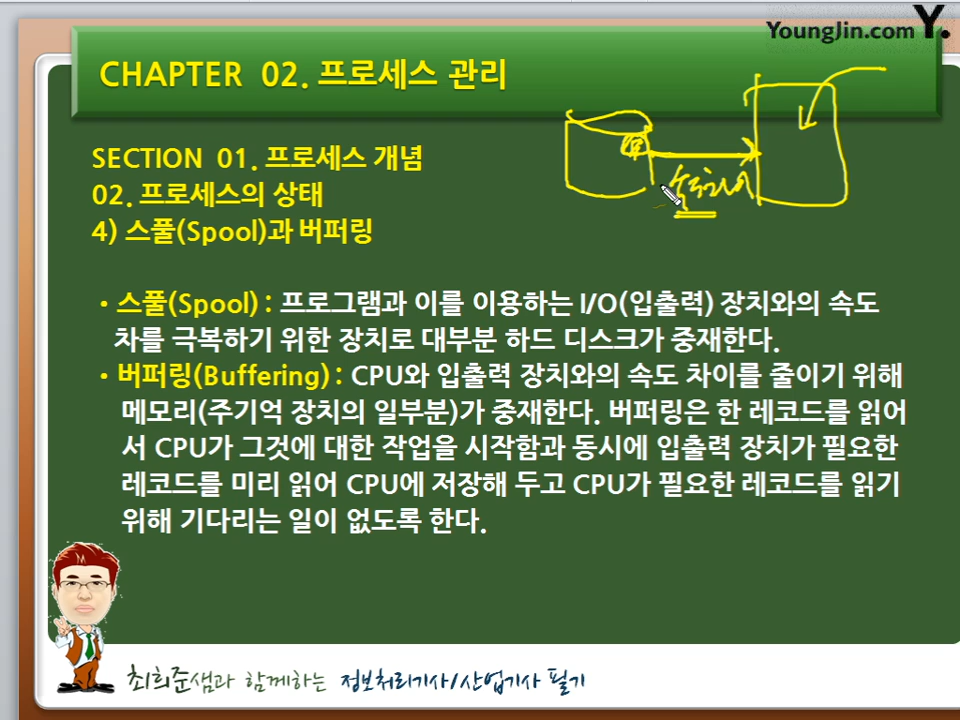 YoungJin.com Y.
CHAPTER 02. 프로세스 관리
SECTION 01. 프로세스 개념
02. 프로세스의 상태
4) 스풀(Spool)과 버퍼링
속도차이
• 스풀(Spool) : 프로그램과 이를 이용하는 I/O(입출력) 장치와의 속도
차를 극복하기 위한 장치로 대부분 하드 디스크가 중재한다.
• 버퍼링(Buffering) : CPU와 입출력 장치와의 속도 차이를 줄이기 위해
메모리(주기억 장치의 일부분)가 중재한다. 버퍼링은 한 레코드를 읽어
서 CPU가 그것에 대한 작업을 시작함과 동시에 입출력 장치가 필요한
레코드를 미리 읽어 CPU에 저장해 두고 CPU가 필요한 레코드를 읽기
위해 기다리는 일이 없도록 한다.
최희준샘과 함께하는 정보처리기사/산업기사 필기